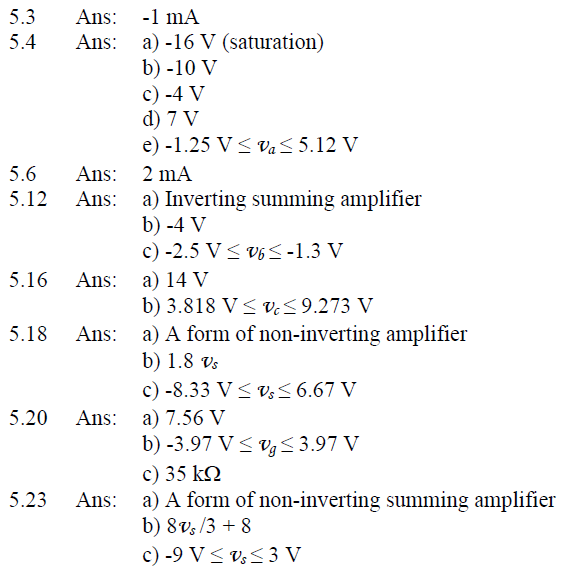 5.3 Ans: -1 mA
5.4 Ans: a) -16 V (saturation)
b) -10 V
c) -4 V
d) 7 V
e) -1.25 V ≤ vₐ ≤ 5.12 V
5.6 Ans: 2 mA
5.12 Ans: a) Inverting summing amplifier
b) -4 V
c) -2.5 V ≤ v₆ ≤ -1.3 V
5.16 Ans: a) 14 V
b) 3.818 V ≤ v_c ≤ 9.273 V
5.18 Ans: a) A form of non-inverting amplifier
b) 1.8 vₛ
c) -8.33 V ≤ vₛ ≤ 6.67 V
5.20 Ans: a) 7.56 V
b) -3.97 V ≤ v_g ≤ 3.97 V
c) 35 kΩ
5.23 Ans: a) A form of non-inverting summing amplifier
b) 8vₛ /3 + 8
c) -9 V ≤ vₛ ≤ 3 V